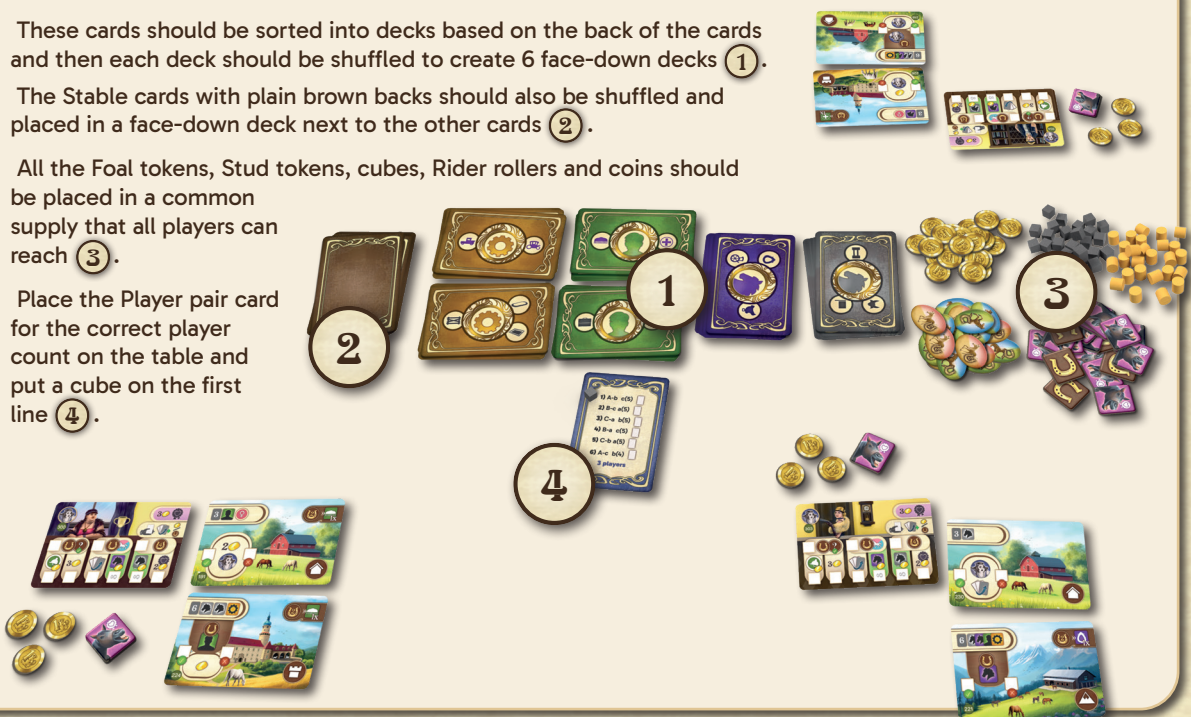 These cards should be sorted into decks based on the back of the cards
and then each deck should be shuffled to create 6 face-down decks 1.
The Stable cards with plain brown backs should also be shuffled and
placed in a face-down deck next to the other cards 2.
All the Foal tokens, Stud tokens, cubes, Rider rollers and coins should
be placed in a common
supply that all players can
reach 3.
Place the Player pair card
for the correct player
count on the table and
put a cube on the first
line 4.
1
2
3
4
1) A-b c(5)
2) B-c a(5)
3) C-a b(5)
4) B-a c(5)
5) C-b a(5)
6) A-c b(4)
3 players
3
2
6
3
6